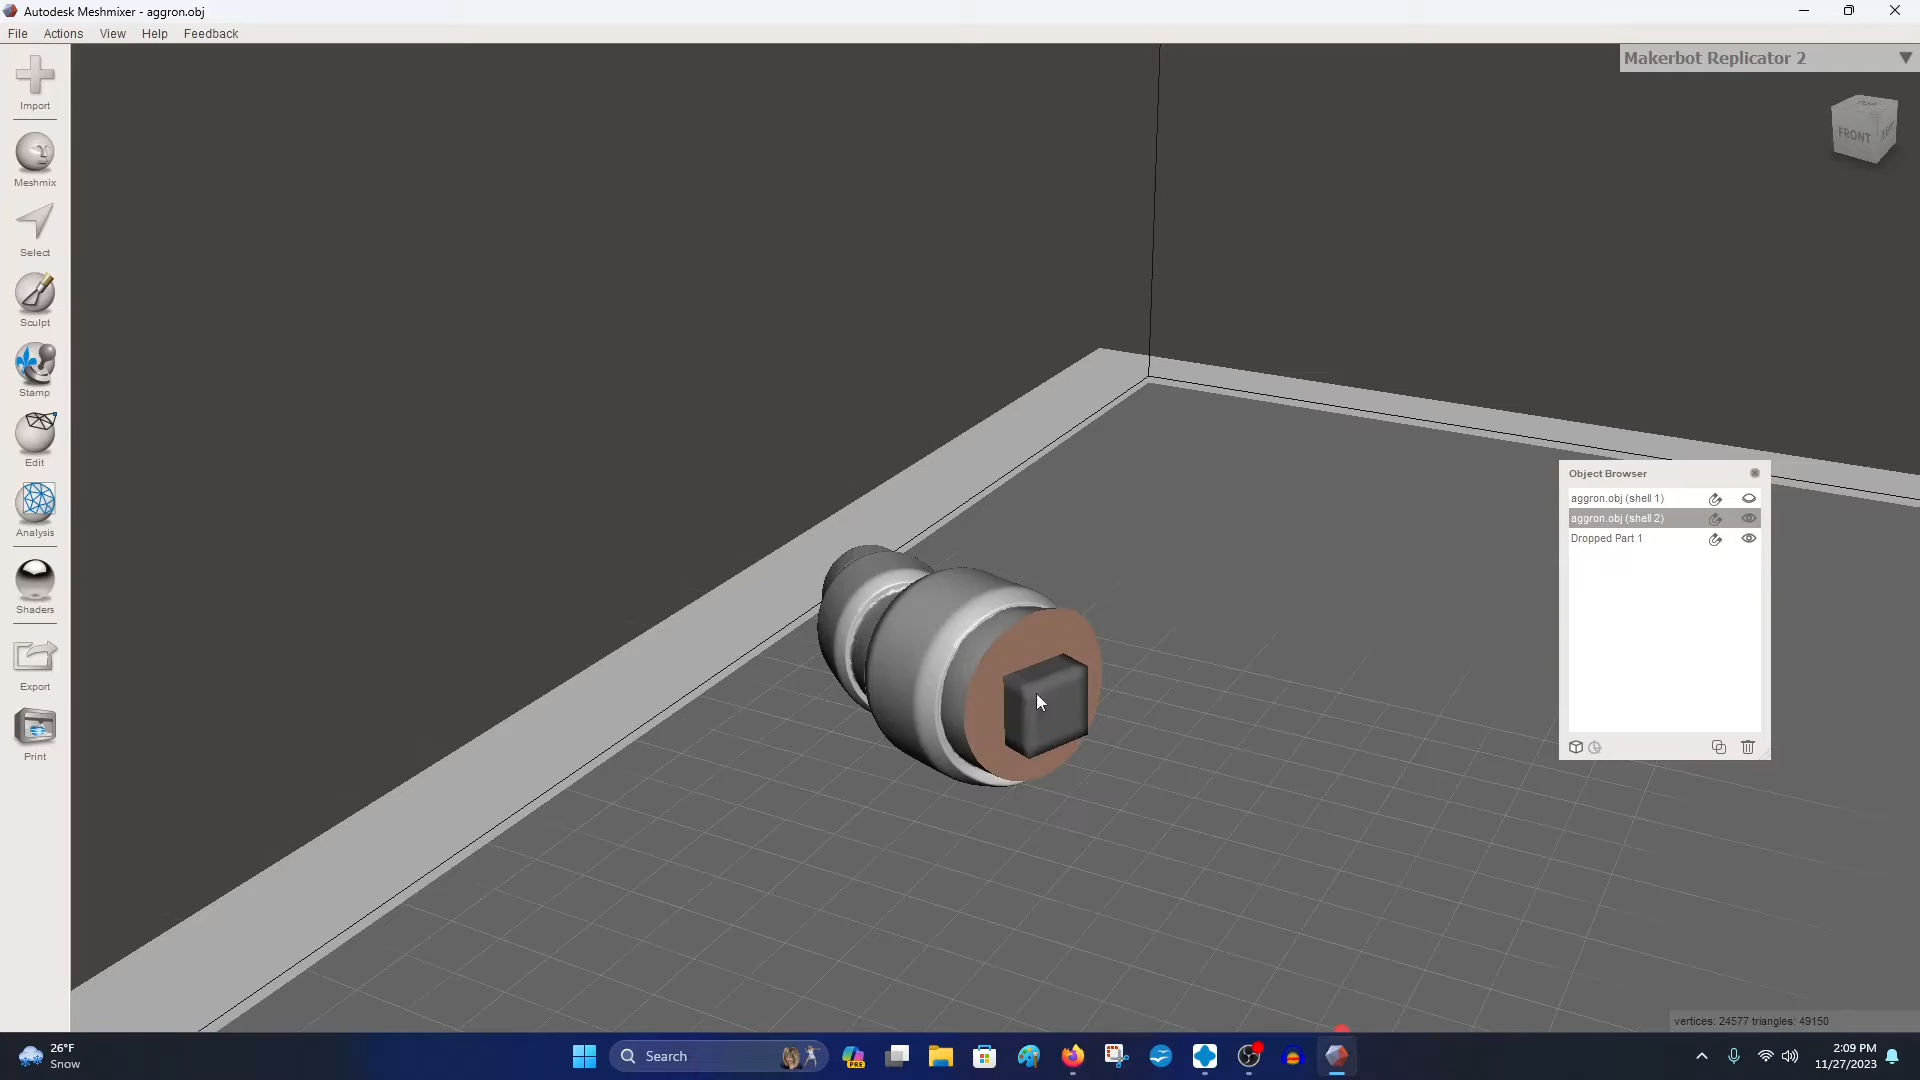 Autodesk Meshmixer - aggron.obj
File Actions View Help Feedback
Makerbot Replicator 2
Import
Meshmix
Select
Sculpt
Stamp
Edit
Analysis
Shaders
Export
Print
FRONT
Object Browser
aggron.obj (shell 1)
aggron.obj (shell 2)
Dropped Part 1
vertices: 24577 triangles: 49150
26°F
Snow
Search
PRE
2:09 PM
11/27/2023